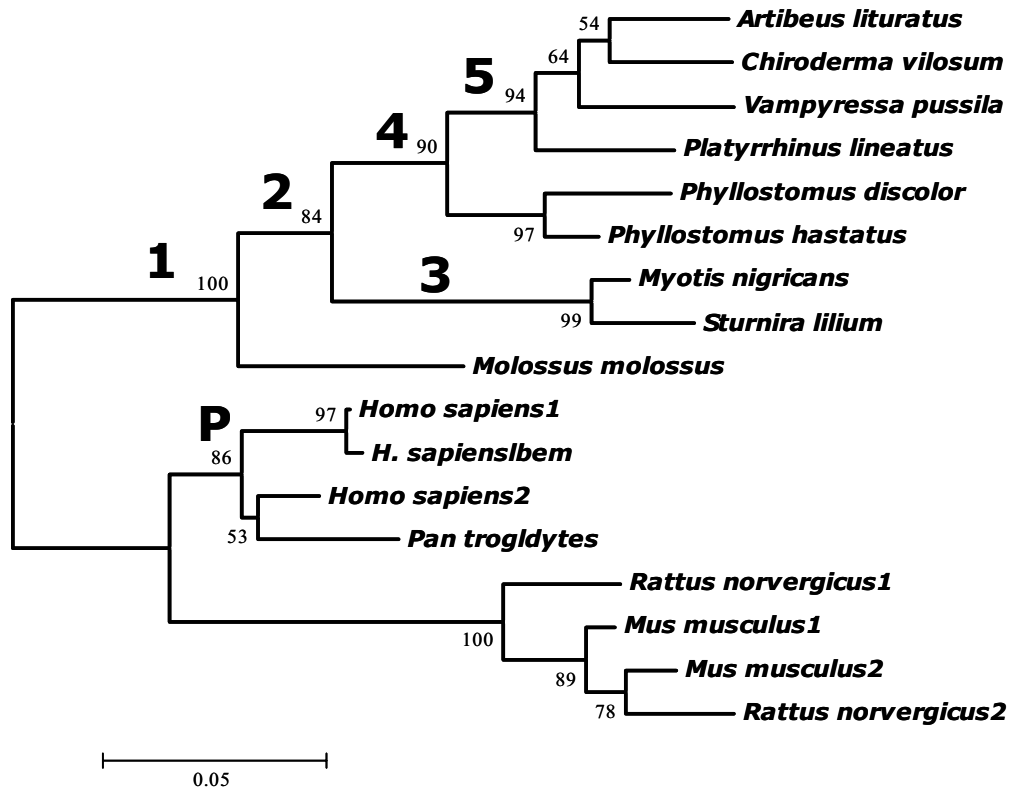 54 Artibeus lituratus
64 Chiroderma vilosum
5 94 Vampyressa pussila
4 90 Platyrrhinus lineatus
2 84 Phyllostomus discolor
97 Phyllostomus hastatus
1 100 3 Myotis nigricans
99 Sturnira lilium
Molossus molossus
P 97 Homo sapiens1
86 H. sapienslbem
Homo sapiens2
53 Pan trogldytes
Rattus norvergicus1
100 Mus musculus1
89 Mus musculus2
78 Rattus norvergicus2
0.05